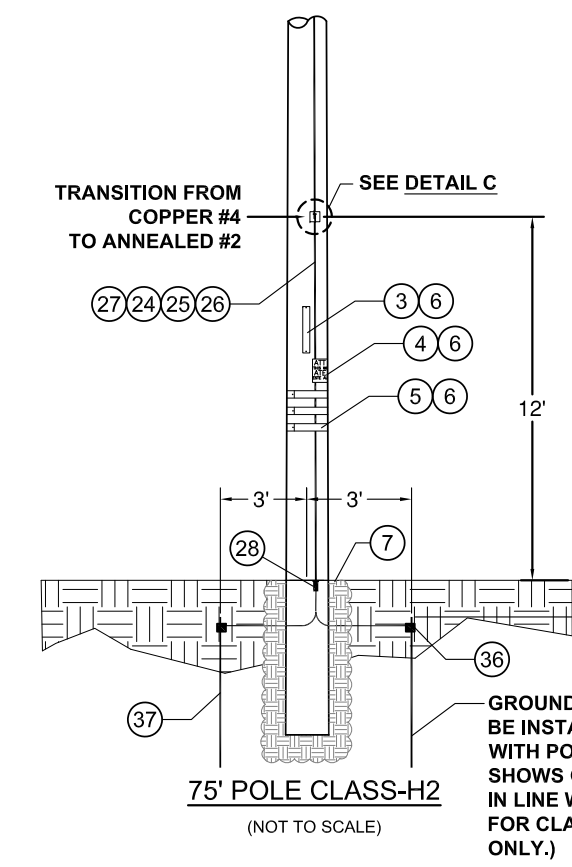 TRANSITION FROM
COPPER #4
TO ANNEALED #2
SEE DETAIL C
27 24 25 26
3 6
4 6
5 6
12'
3' 3'
28
7
36
37
75' POLE CLASS-H2
(NOT TO SCALE)
GROUND
BE INSTA
WITH PO
SHOWS
IN LINE
FOR CLA
ONLY.)